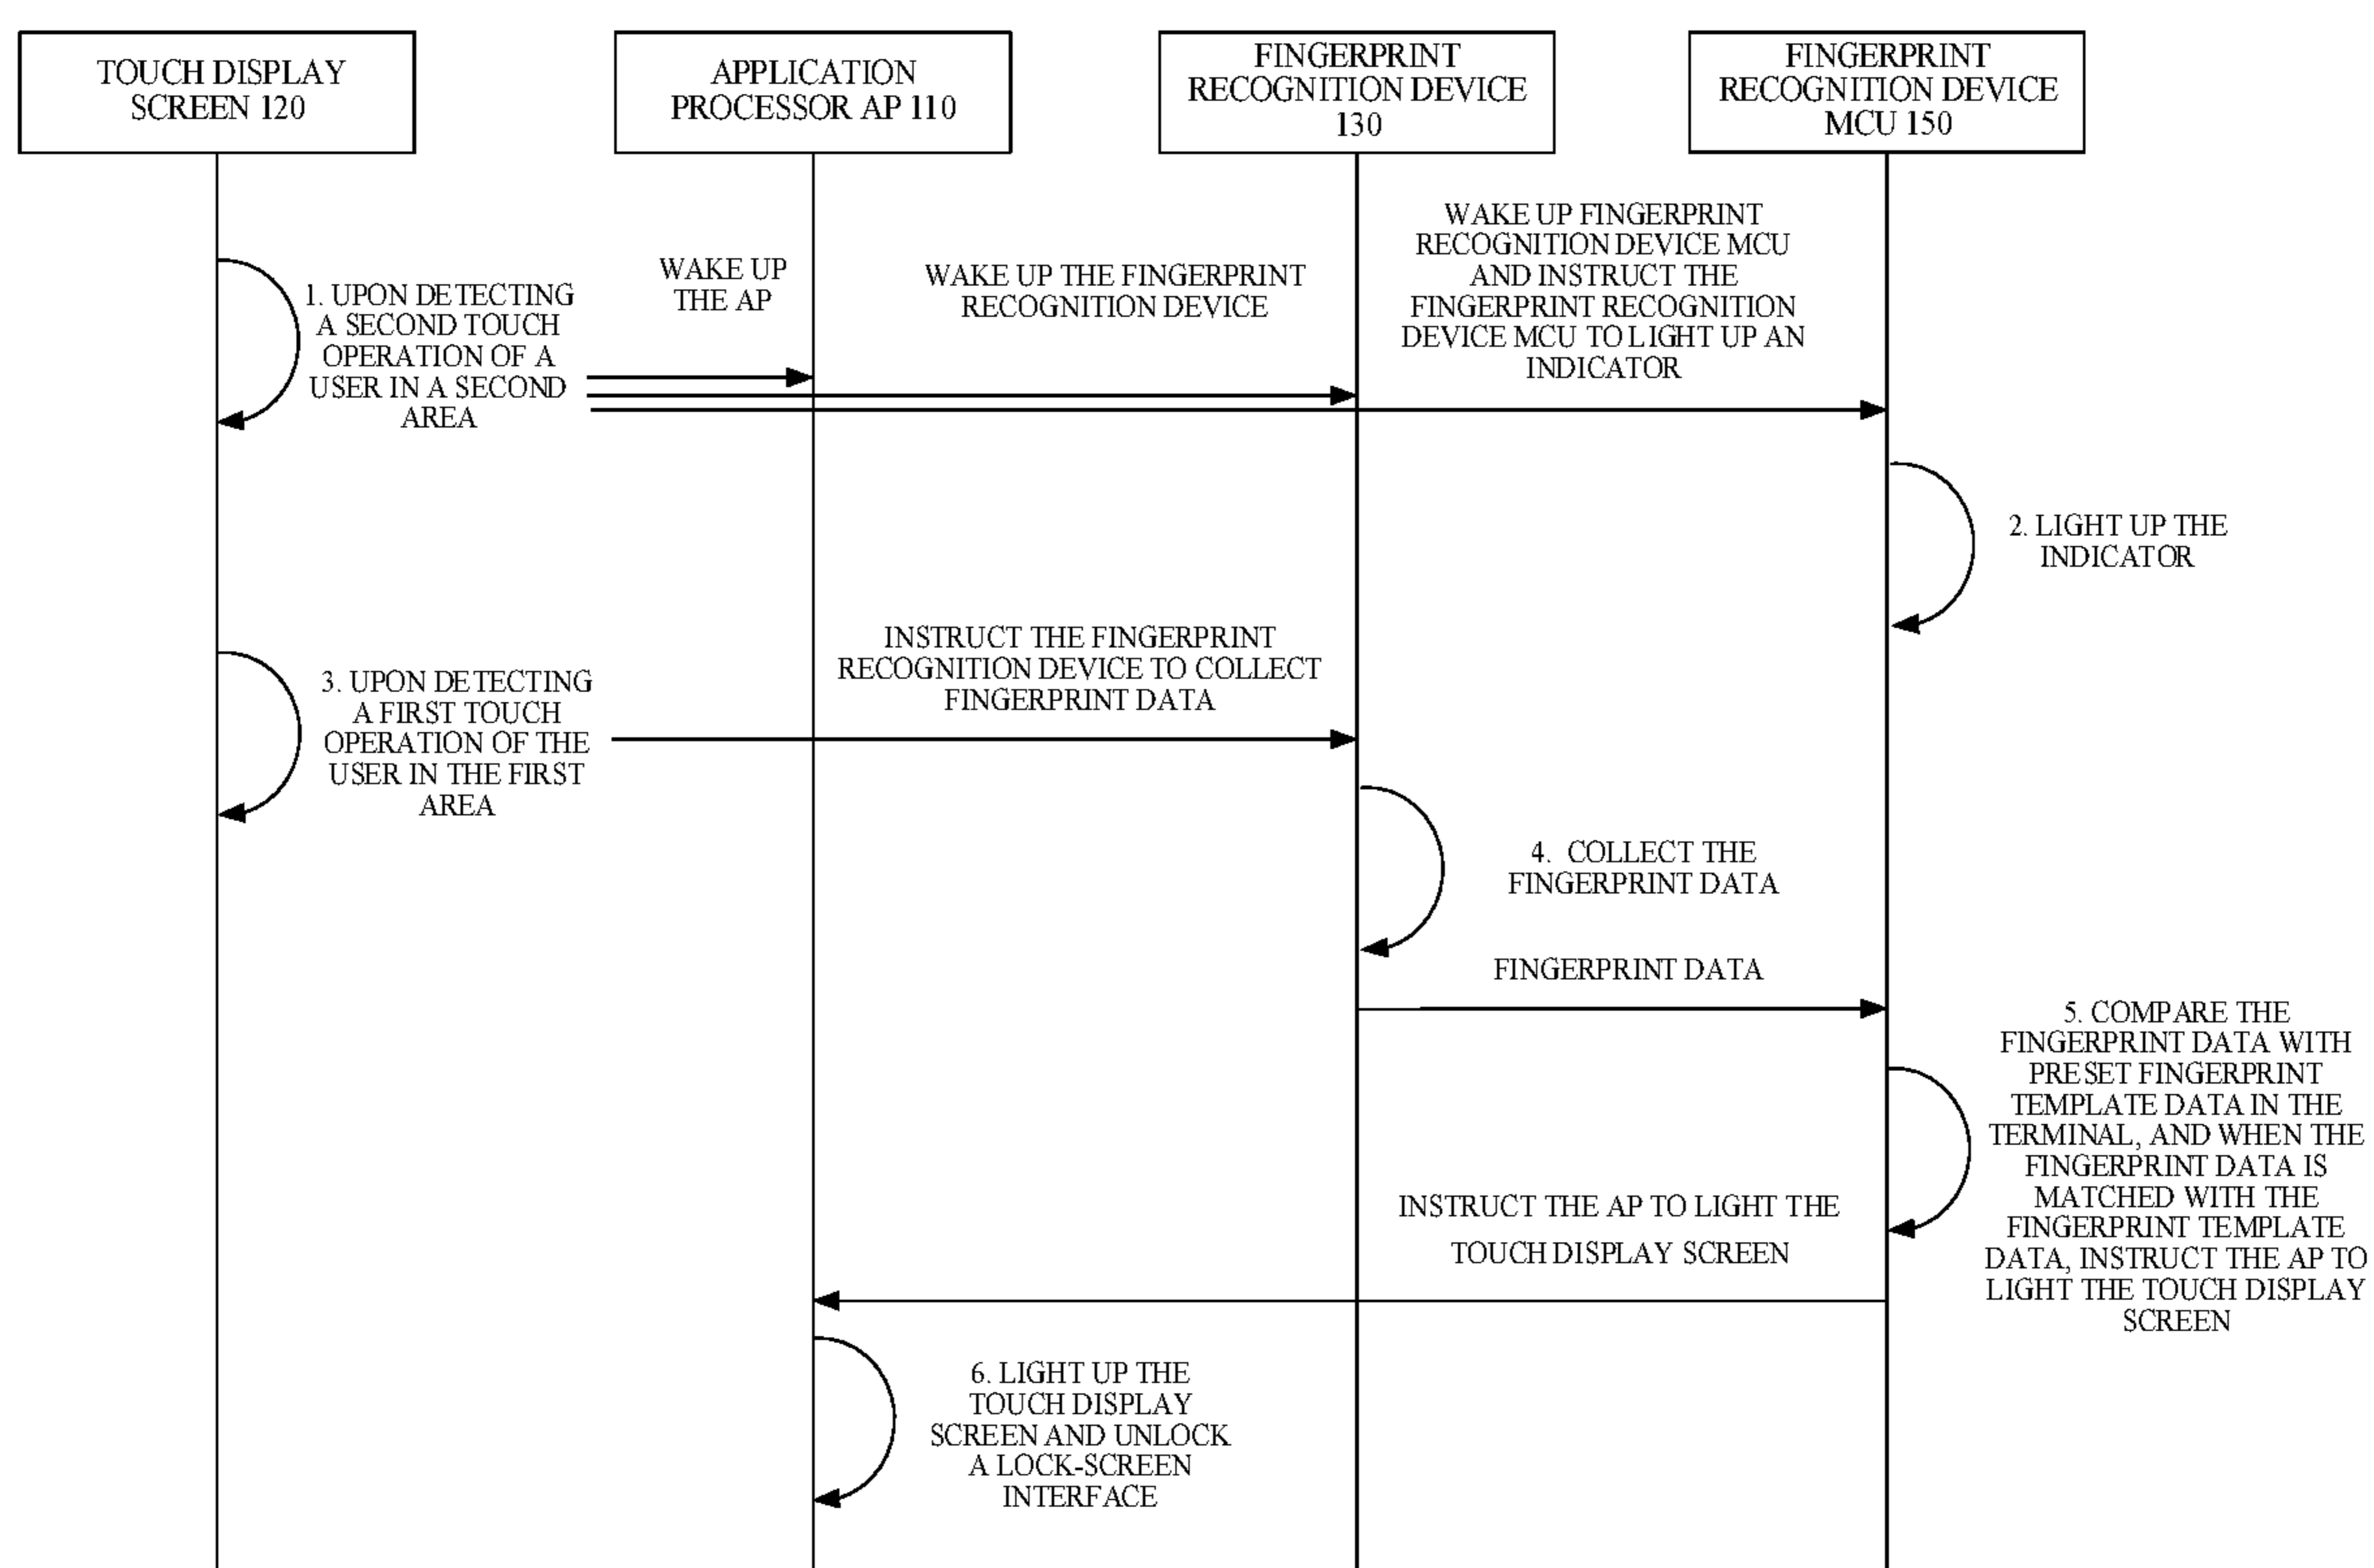 TOUCH DISPLAY
SCREEN 120
APPLICATION
PROCESSOR AP 110
FINGERPRINT
RECOGNITION DEVICE
130
FINGERPRINT
RECOGNITION DEVICE
MCU 150
1. UPON DETECTING
A SECOND TOUCH
OPERATION OF A
USER IN A SECOND
AREA
WAKE UP
THE AP
WAKE UP THE FINGERPRINT
RECOGNITION DEVICE
WAKE UP FINGERPRINT
RECOGNITION DEVICE MCU
AND INSTRUCT THE
FINGERPRINT RECOGNITION
DEVICE MCU TO LIGHT UP AN
INDICATOR
2. LIGHT UP THE
INDICATOR
3. UPON DETECTING
A FIRST TOUCH
OPERATION OF THE
USER IN THE FIRST
AREA
INSTRUCT THE FINGERPRINT
RECOGNITION DEVICE TO COLLECT
FINGERPRINT DATA
4. COLLECT THE
FINGERPRINT DATA
FINGERPRINT DATA
5. COMPARE THE
FINGERPRINT DATA WITH
PRESET FINGERPRINT
TEMPLATE DATA IN THE
TERMINAL, AND WHEN THE
FINGERPRINT DATA IS
MATCHED WITH THE
FINGERPRINT TEMPLATE
DATA, INSTRUCT THE AP TO
LIGHT THE TOUCH DISPLAY
SCREEN
INSTRUCT THE AP TO LIGHT THE
TOUCH DISPLAY SCREEN
6. LIGHT UP THE
TOUCH DISPLAY
SCREEN AND UNLOCK
A LOCK-SCREEN
INTERFACE